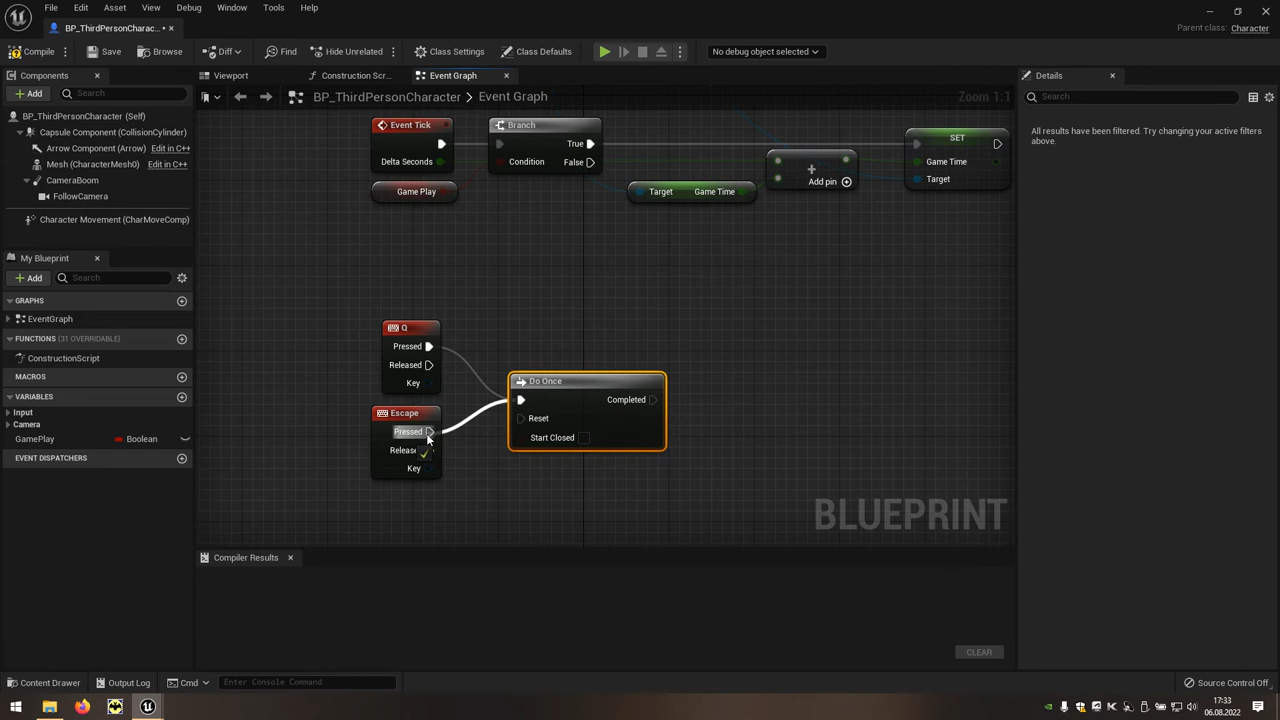 File Edit Asset View Debug Window Tools Help
BP_ThirdPersonCharac...
Parent class: Character
Compile Save Browse Diff Find Hide Unrelated Class Settings Class Defaults No debug object selected
Components
Viewport Construction Scr... Event Graph
Details
Add Search
BP_ThirdPersonCharacter > Event Graph
Zoom 1:1
Search
BP_ThirdPersonCharacter (Self)
Capsule Component (CollisionCylinder)
Arrow Component (Arrow) Edit in C++
Mesh (CharacterMesh0) Edit in C++
CameraBoom
FollowCamera
Character Movement (CharMoveComp)
All results have been filtered. Try changing your active filters
above.
Event Tick
Delta Seconds
Branch
True
Condition False
Game Play
Target Game Time
Add pin
SET
Game Time
Target
My Blueprint
Add Search
GRAPHS
EventGraph
FUNCTIONS (31 OVERRIDABLE)
ConstructionScript
MACROS
VARIABLES
Input
Camera
GamePlay Boolean
EVENT DISPATCHERS
Q
Pressed
Released
Key
Escape
Pressed
Release
Key
Do Once
Completed
Reset
Start Closed
BLUEPRINT
Compiler Results
CLEAR
Content Drawer Output Log Cmd Enter Console Command Source Control Off
17:33
06.08.2022